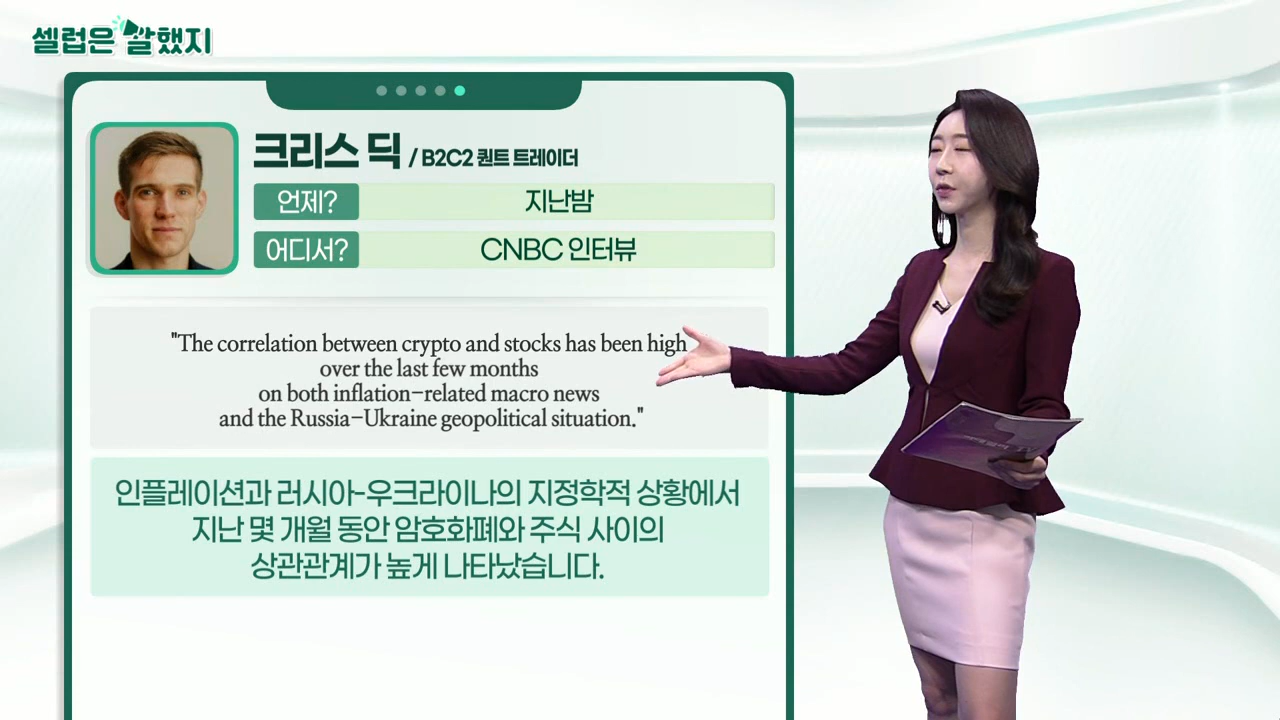 셀럽은 말했지
크리스 딕 / B2C2 퀀트 트레이더
언제? 지난밤
어디서? CNBC 인터뷰
"The correlation between crypto and stocks has been high
over the last few months
on both inflation-related macro news
and the Russia-Ukraine geopolitical situation."
인플레이션과 러시아-우크라이나의 지정학적 상황에서
지난 몇 개월 동안 암호화폐와 주식 사이의
상관관계가 높게 나타났습니다.